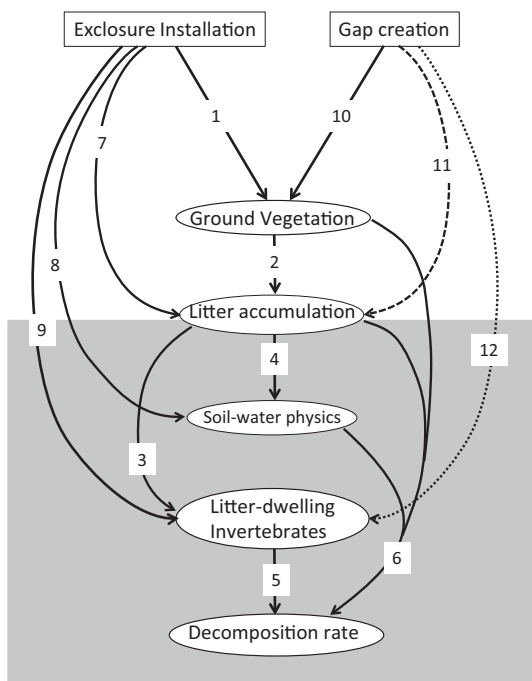 Exclosure Installation
Gap creation
1
10
7
11
Ground Vegetation
2
8
Litter accumulation
9
4
12
Soil-water physics
3
Litter-dwelling
Invertebrates
6
5
Decomposition rate